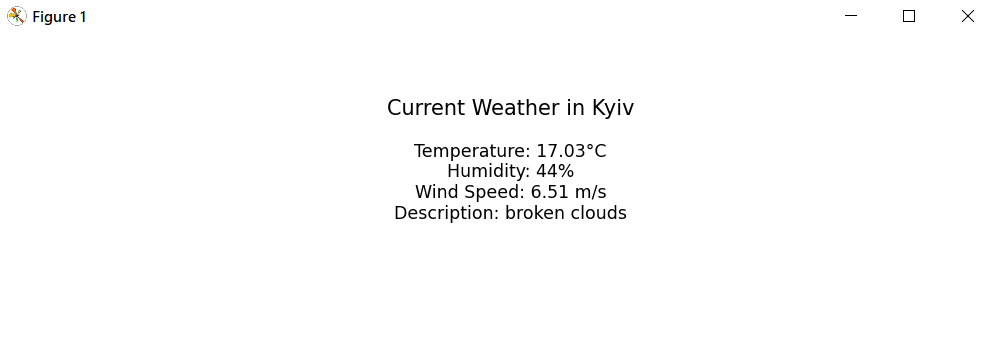 Figure 1
Current Weather in Kyiv
Temperature: 17.03°C
Humidity: 44%
Wind Speed: 6.51 m/s
Description: broken clouds